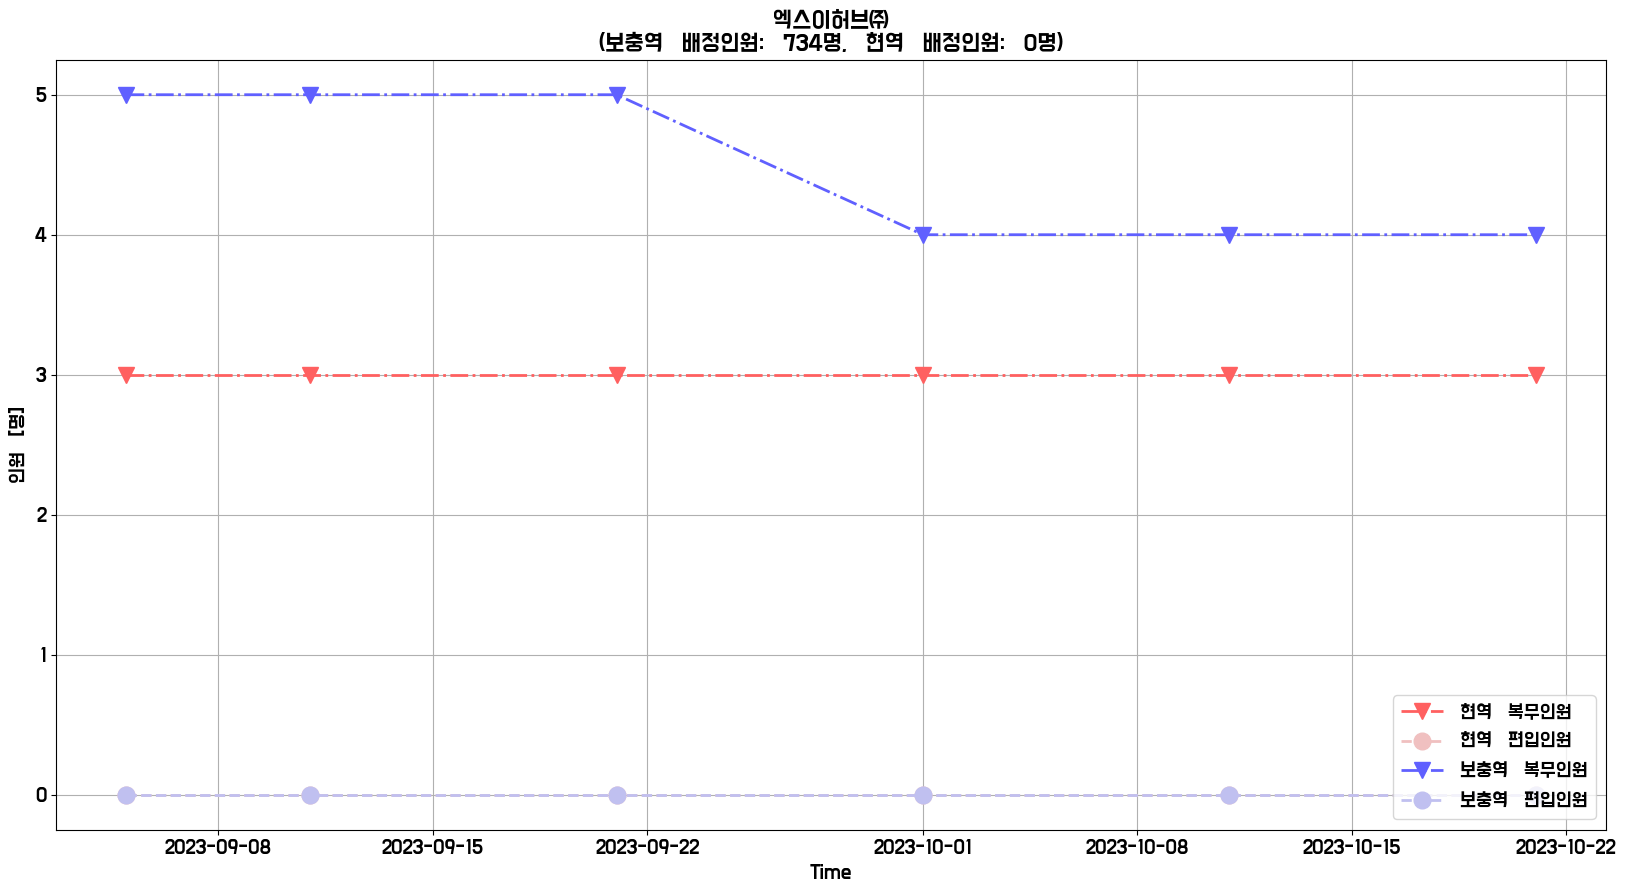 엑스이허브㈜
(보충역 배정인원: 734명, 현역 배정인원: 0명)
인원 [명]
5
4
3
2
1
0
현역 복무인원
현역 편입인원
보충역 복무인원
보충역 편입인원
2023-09-08 2023-09-15 2023-09-22 2023-10-01 2023-10-08 2023-10-15 2023-10-22
Time